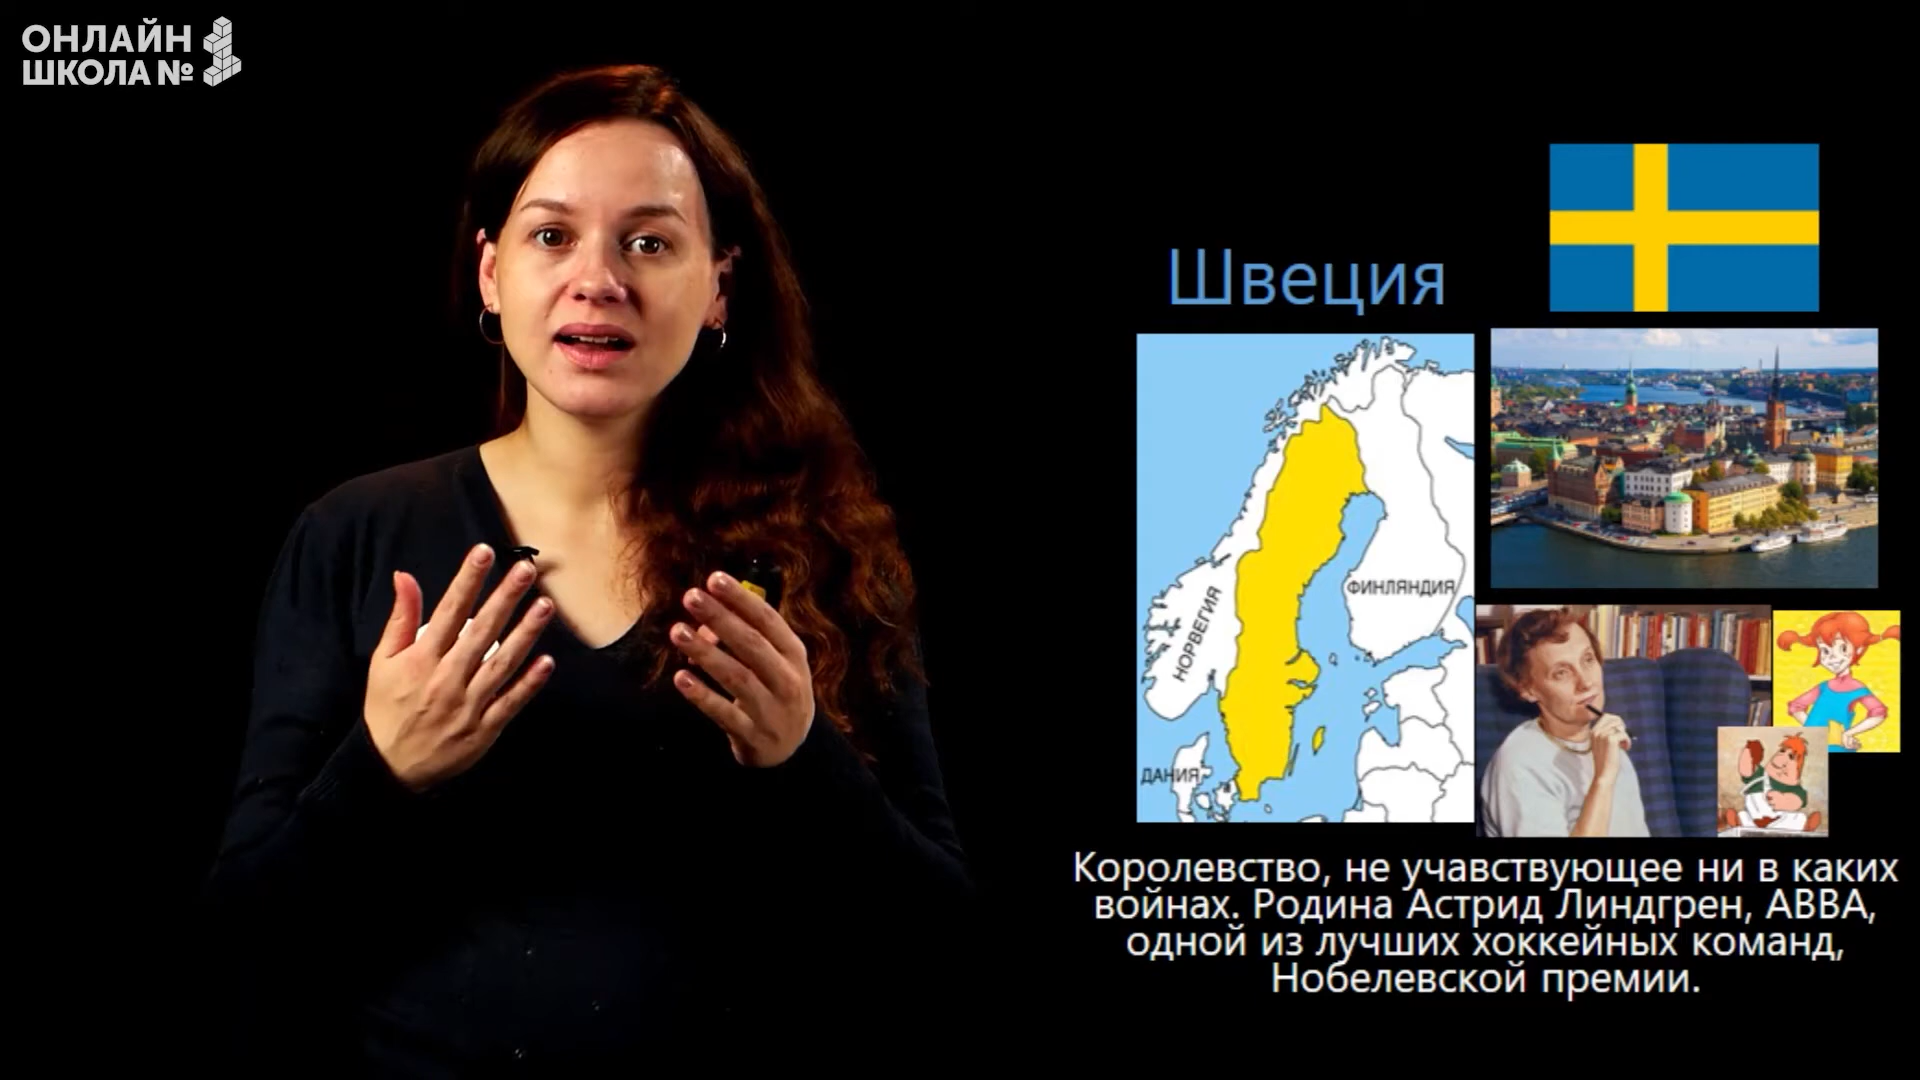 ОНЛАЙН
ШКОЛА №1
Швеция
НОРВЕГИЯ
ФИНЛЯНДИЯ
ДАНИЯ
Королевство, не учавствующее ни в каких
войнах. Родина Астрид Линдгрен, ABBA,
одной из лучших хоккейных команд,
Нобелевской премии.